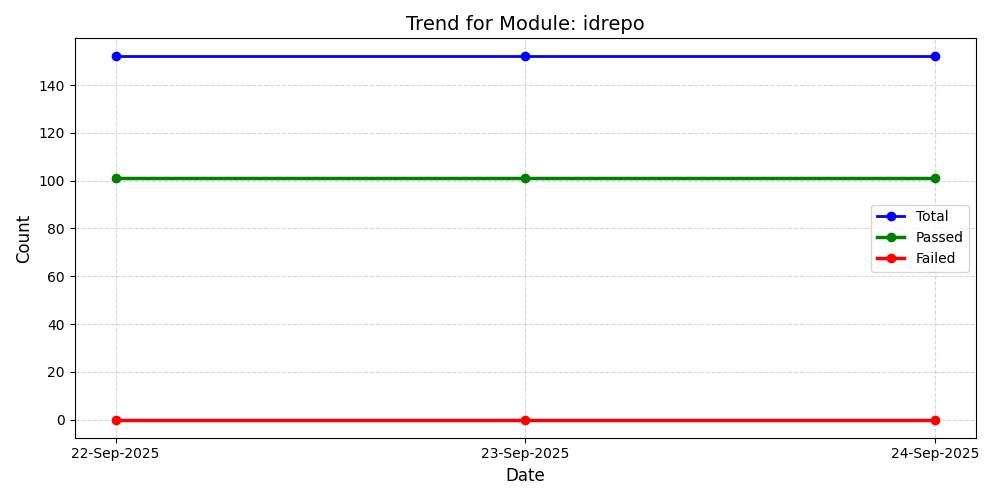 Trend for Module: idrepo
Count
140
120
100
80
60
40
20
0
Total
Passed
Failed
22-Sep-2025
23-Sep-2025
24-Sep-2025
Date